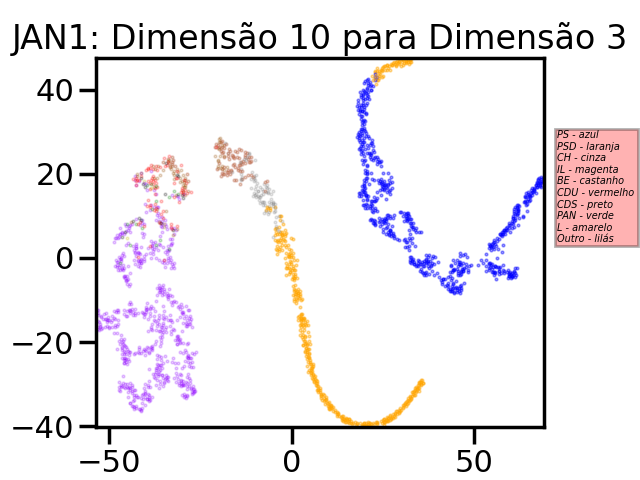 JAN1: Dimensão 10 para Dimensão 3
40
20
0
−20
−40
−50
0
50
PS - azul
PSD - laranja
CH - cinza
IL - magenta
BE - castanho
CDU - vermelho
CDS - preto
PAN - verde
L - amarelo
Outro - lilás